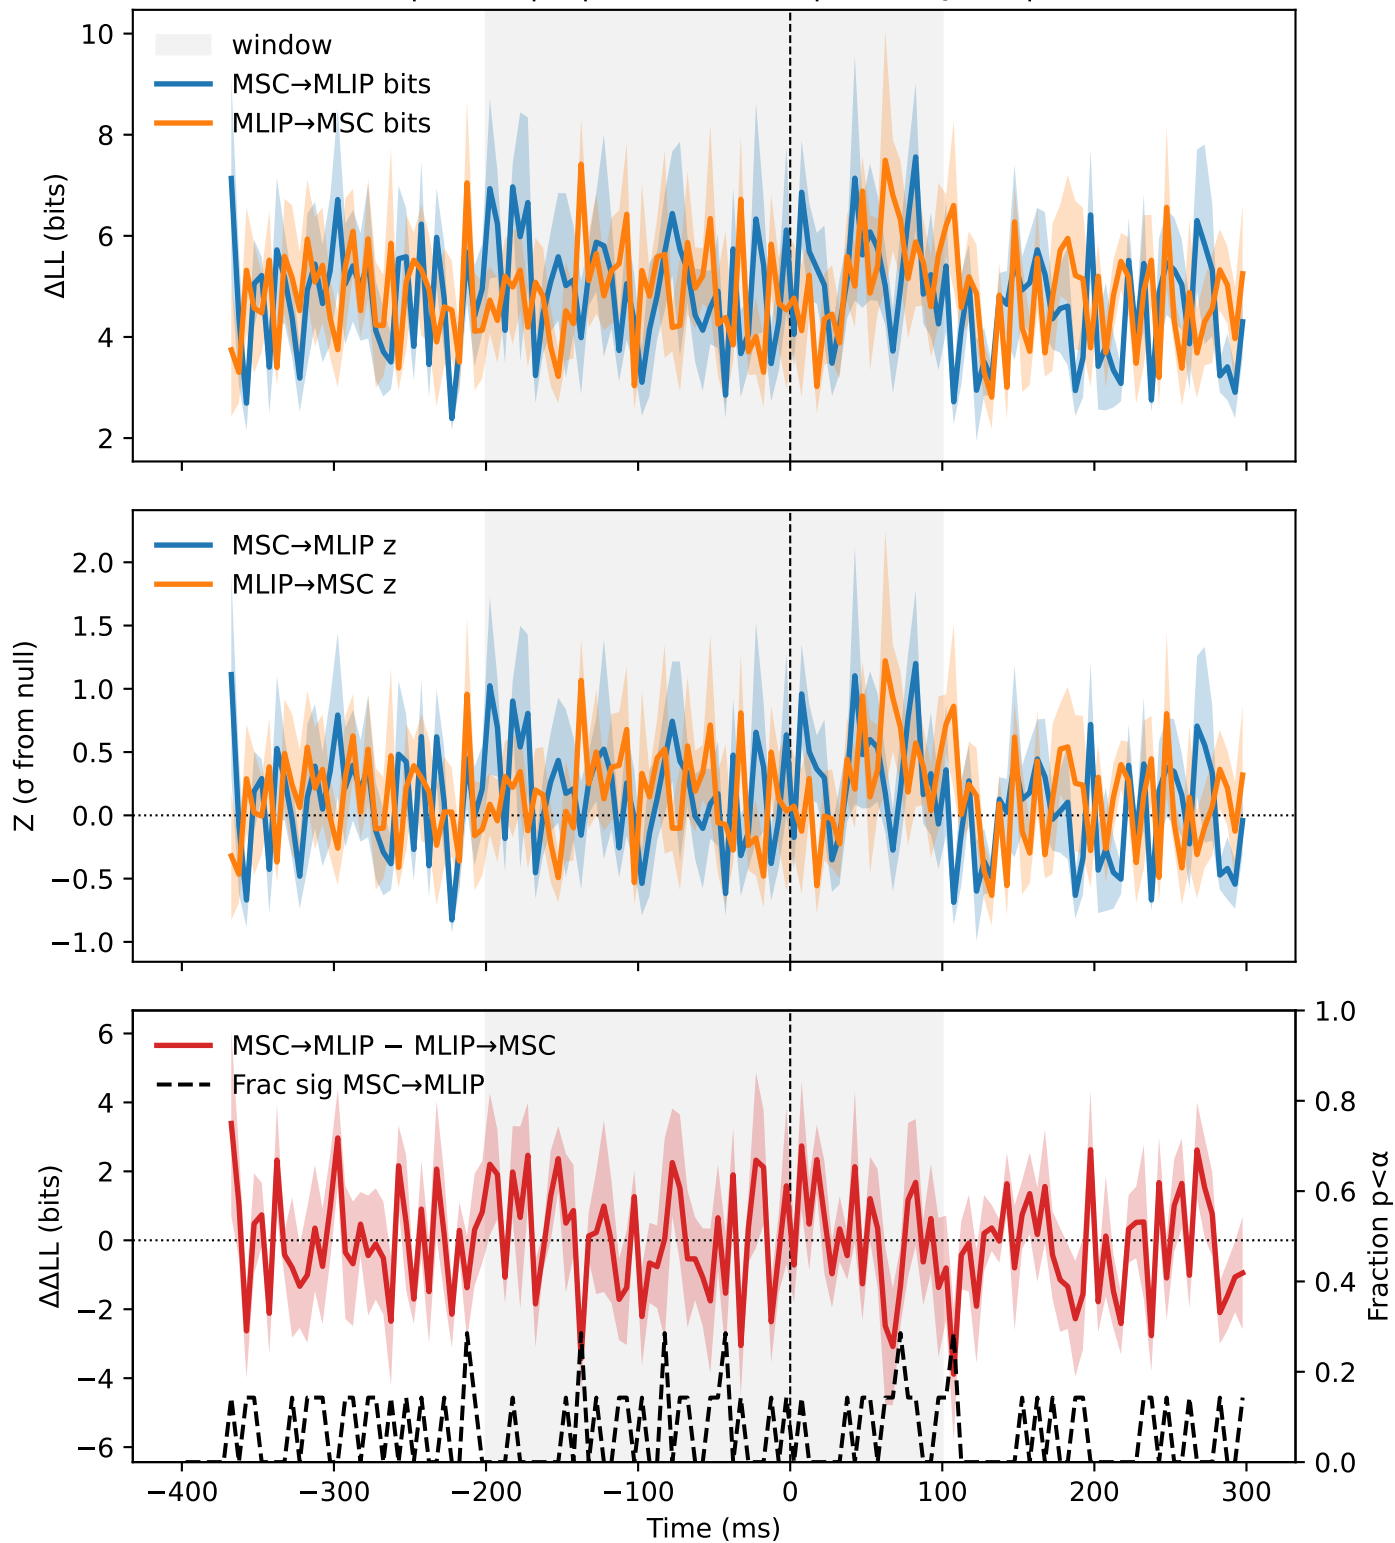 10
8
6
4
2
ΔLL (bits)
window
MSC→MLIP bits
MLIP→MSC bits
2.0
1.5
1.0
0.5
0.0
−0.5
−1.0
Z (σ from null)
MSC→MLIP z
MLIP→MSC z
6
4
2
0
−2
−4
−6
ΔΔLL (bits)
MSC→MLIP − MLIP→MSC
Frac sig MSC→MLIP
1.0
0.8
0.6
0.4
0.2
0.0
Fraction p<α
−400 −300 −200 −100 0 100 200 300
Time (ms)